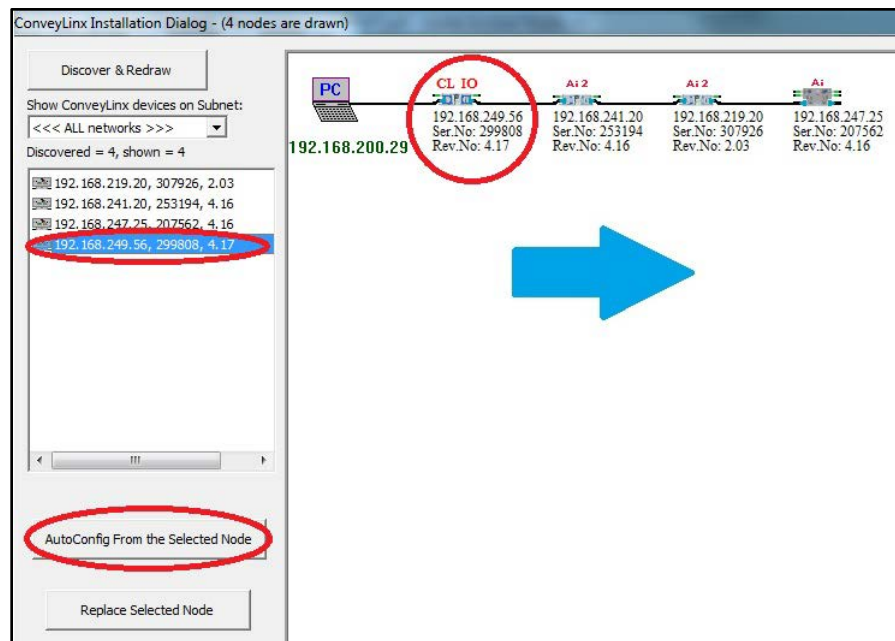 ConveyLinx Installation Dialog - (4 nodes are drawn)
Discover & Redraw
Show ConveyLinx devices on Subnet:
<<< ALL networks >>>
Discovered = 4, shown = 4
192.168.219.20, 307926, 2.03
192.168.241.20, 253194, 4.16
192.168.247.25, 207562, 4.16
192.168.249.56, 299808, 4.17
AutoConfig From the Selected Node
Replace Selected Node
PC
192.168.200.29
CL IO
192.168.249.56
Ser.No: 299808
Rev.No: 4.17
Ai 2
192.168.241.20
Ser.No: 253194
Rev.No: 4.16
Ai 2
192.168.219.20
Ser.No: 307926
Rev.No: 2.03
Ai
192.168.247.25
Ser.No: 207562
Rev.No: 4.16